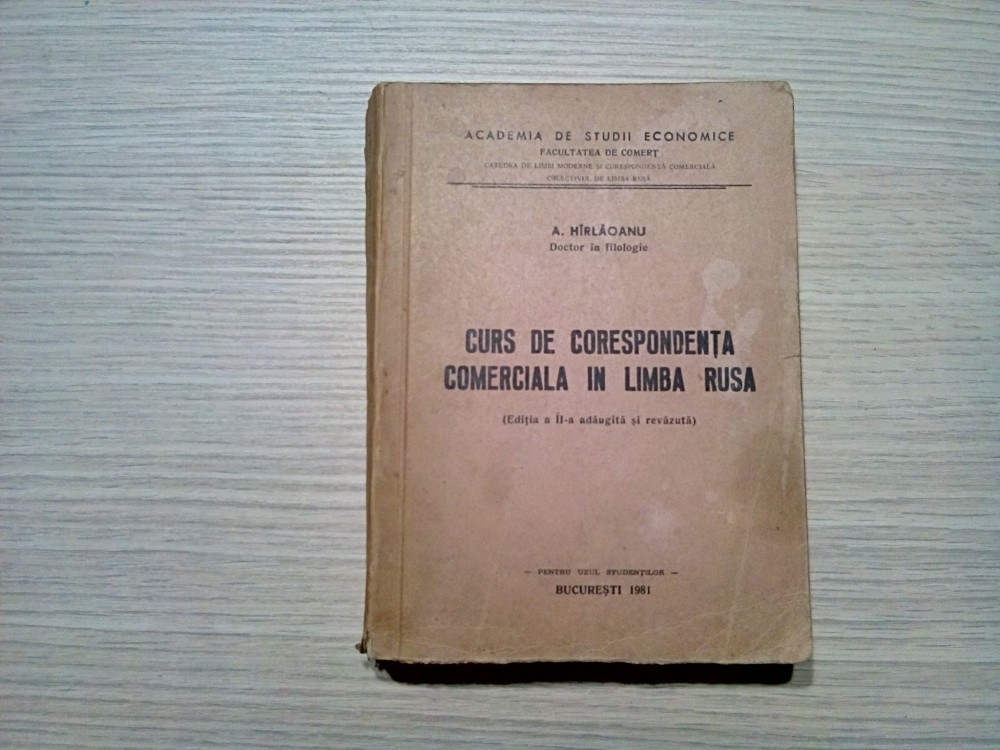 ACADEMIA DE STUDII ECONOMICE
FACULTATEA DE COMERȚ
CATEDRA DE LIMBI MODERNE ȘI CORESPONDENȚĂ COMERCIALĂ
COLECTIVUL DE LIMBA RUSĂ
A. HÎRLĂOANU
Doctor în filologie
CURS DE CORESPONDENȚA
COMERCIALA IN LIMBA RUSA
(Ediția a II-a adăugită și revăzută)
— PENTRU UZUL STUDENȚILOR —
BUCUREȘTI 1981